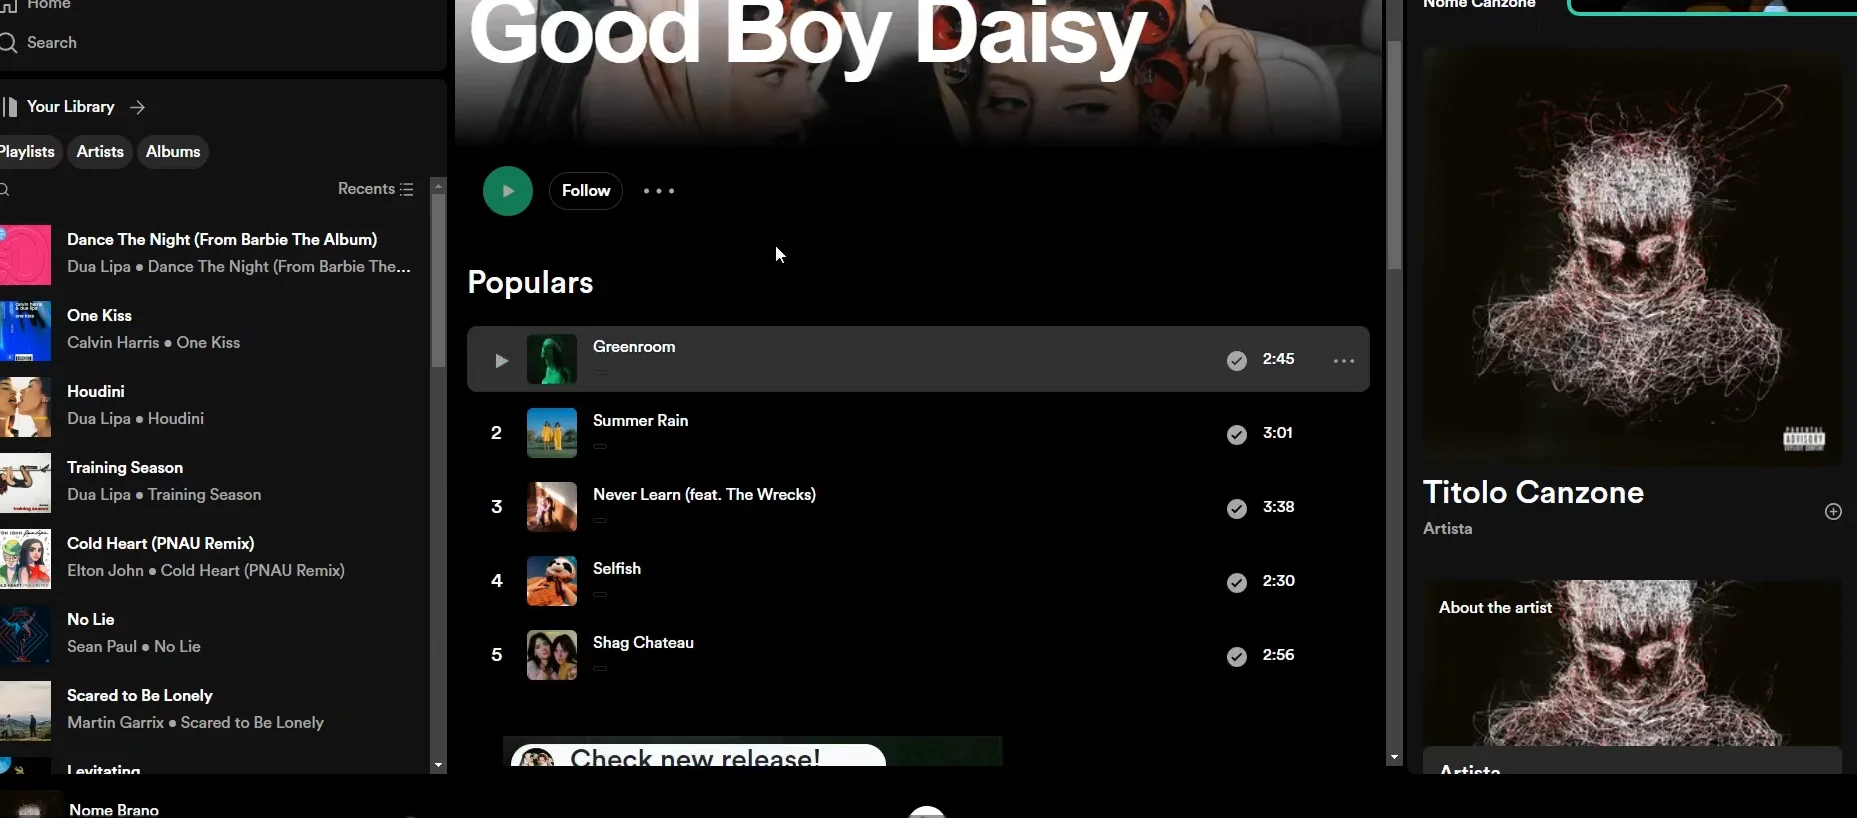 Home
Search
Your Library
Playlists
Artists
Albums
Recents
Dance The Night (From Barbie The Album)
Dua Lipa • Dance The Night (From Barbie The...
One Kiss
Calvin Harris • One Kiss
Houdini
Dua Lipa • Houdini
Training Season
Dua Lipa • Training Season
Cold Heart (PNAU Remix)
Elton John • Cold Heart (PNAU Remix)
No Lie
Sean Paul • No Lie
Scared to Be Lonely
Martin Garrix • Scared to Be Lonely
Levitating
Nome Brano
Good Boy Daisy
Follow
Populars
Greenroom
2:45
2
Summer Rain
3:01
3
Never Learn (feat. The Wrecks)
3:38
4
Selfish
2:30
5
Shag Chateau
2:56
Check new release!
Nome Canzone
PARENTAL
ADVISORY
EXPLICIT CONTENT
Titolo Canzone
Artista
About the artist
Artista